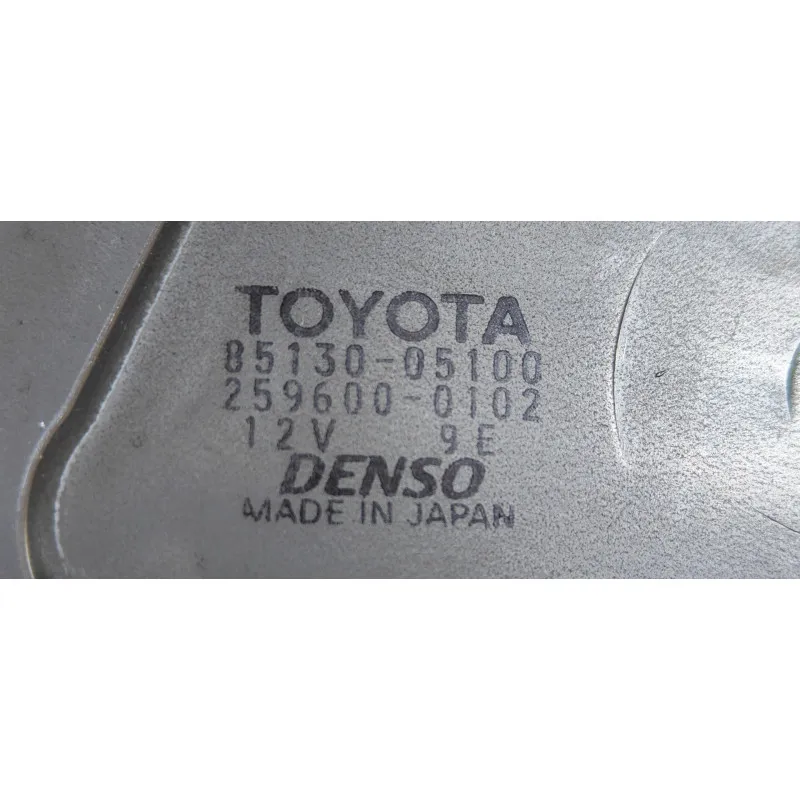 TOYOTA
85130-05100
259600-0102
12V 9E
DENSO
MADE IN JAPAN